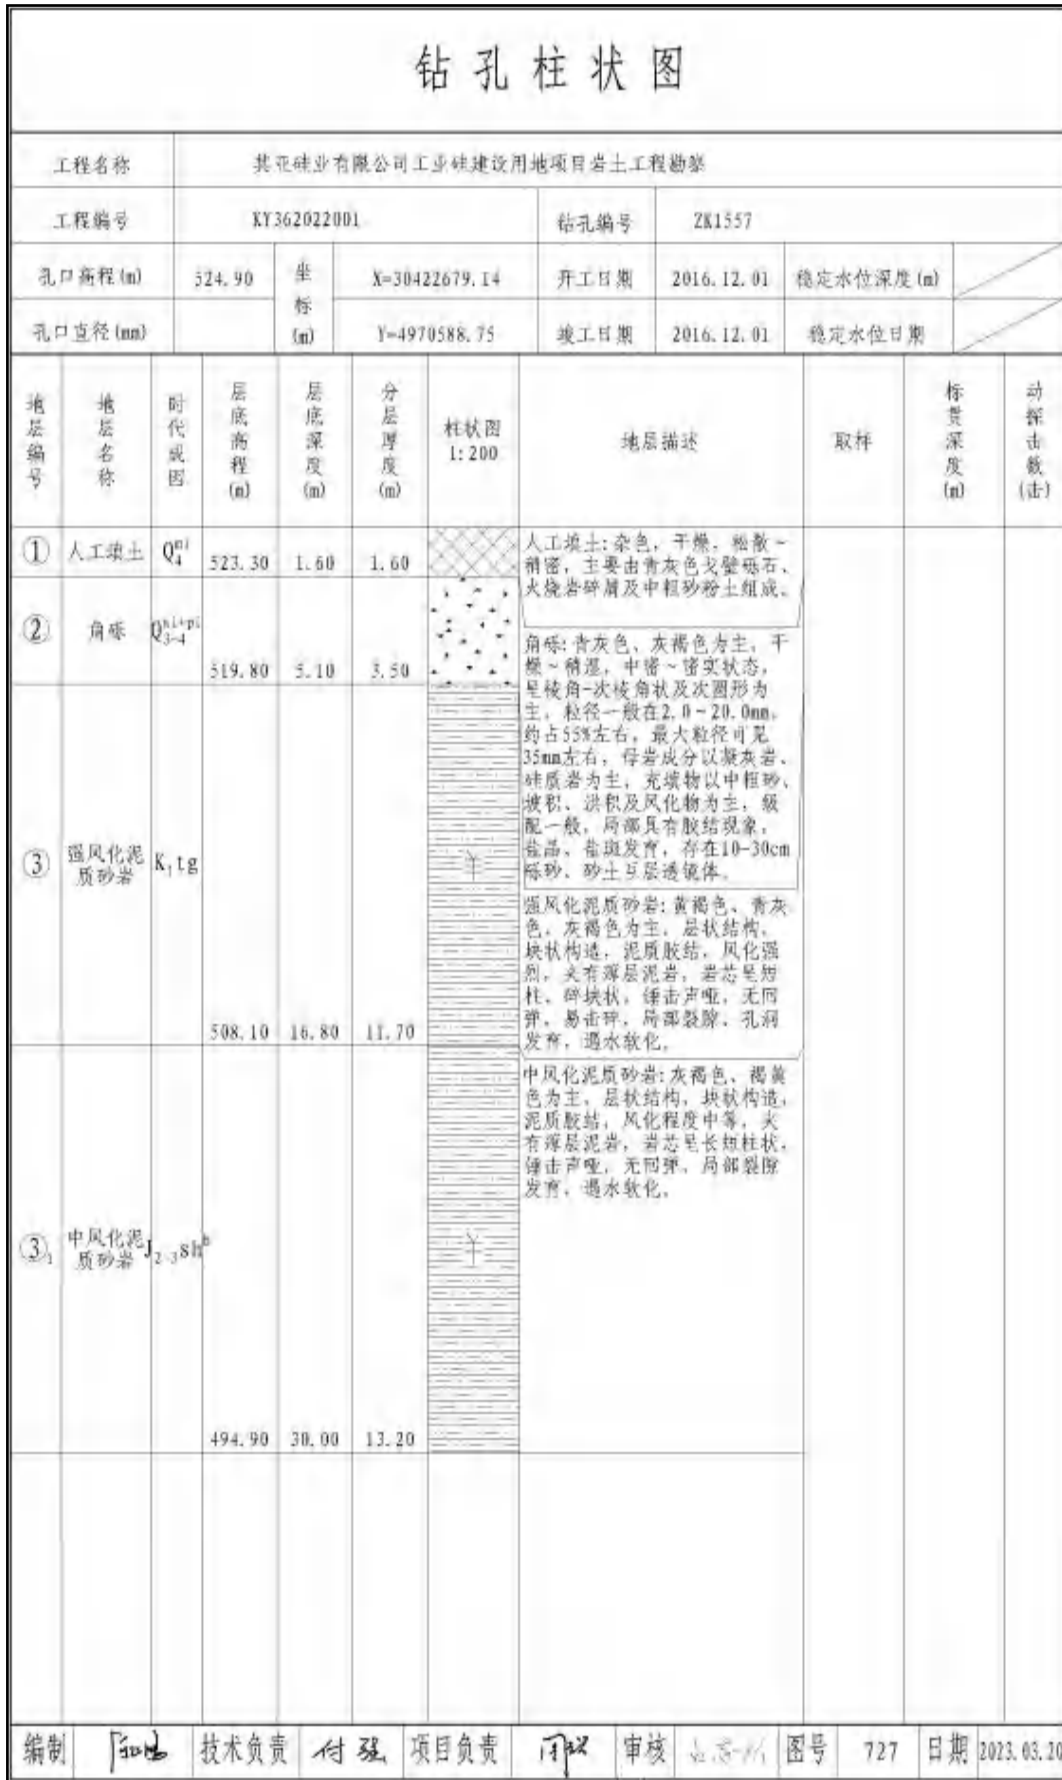 钻孔柱状图
工程名称 其亚硅业有限公司工业硅建设用地项目岩土工程勘察
工程编号 KY362022001 钻孔编号 ZK1557
孔口高程(m) 524.90 坐标(m) X=30422679.14 开工日期 2016.12.01 稳定水位深度(m)
孔口直径(mm) Y=4970588.75 竣工日期 2016.12.01 稳定水位日期
地层编号 地层名称 时代成因 层底高程(m) 层底深度(m) 分层厚度(m) 柱状图 1:200 地层描述 取样 标贯深度(m) 动探击数(击)
① 人工填土 Q₄ᵐˡ 523.30 1.60 1.60
人工填土:杂色、干燥、松散~
稍密,主要由青灰色戈壁砾石、
火烧岩碎屑及中粗砂粉土组成。
② 角砾 519.80 5.10 3.50
角砾:青灰色、灰褐色为主,干
燥~稍湿,中密~密实状态,
呈棱角-次棱角状及次圆形为
主,粒径一般在2.0~20.0mm,
约占55%左右,最大粒径可见
35mm左右,母岩成分以凝灰岩、
硅质岩为主,充填物以中粗砂、
坡积、洪积及风化物为主,级
配一般,局部具有胶结现象,
盐晶、盐斑发育,存在10-30cm
砾砂、砂土互层透镜体。
③ 强风化泥质砂岩 K₁tg 508.10 16.80 11.70
强风化泥质砂岩:黄褐色、青灰
色、灰褐色为主,层状结构,
块状构造,泥质胶结,风化强
烈,夹有薄层泥岩,岩芯呈短
柱、碎块状,锤击声哑,无回
弹,易击碎,局部裂隙、孔洞
发育,遇水软化。
③₁ 中风化泥质砂岩 J₂₋₃shʰ 494.90 30.00 13.20
中风化泥质砂岩:灰褐色、褐黄
色为主,层状结构,块状构造,
泥质胶结,风化程度中等,夹
有薄层泥岩,岩芯呈长短柱状,
锤击声哑,无回弹,局部裂隙
发育,遇水软化。
编制 技术负责 付强 项目负责 审核 图号 727 日期 2023.03.20